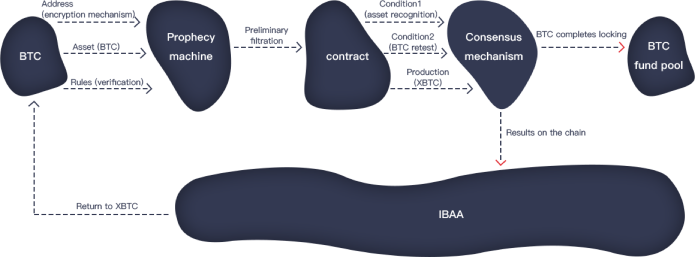 Address
(encryption mechanism)
BTC
Asset (BTC)
Rules (verification)
Prophecy
machine
Preliminary
filtration
contract
Condition1
(asset recognition)
Condition2
(BTC retest)
Production
(XBTC)
Consensus
mechanism
BTC completes locking
BTC
fund pool
Results on the chain
Return to XBTC
IBAA